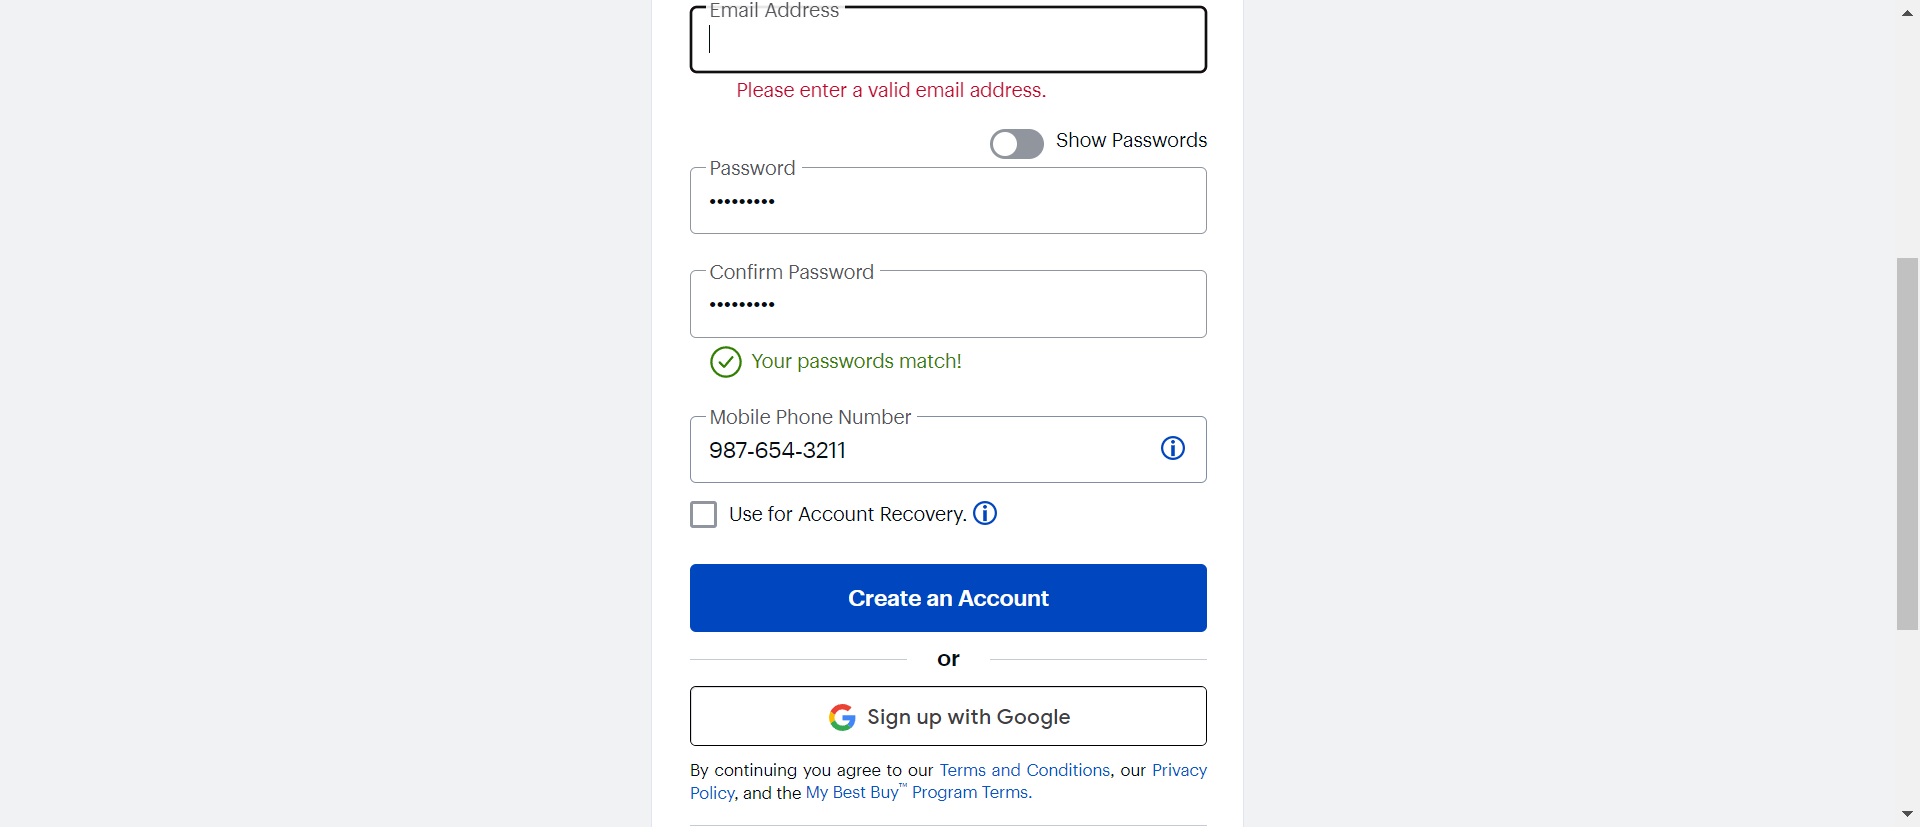 Email Address
Please enter a valid email address.
Show Passwords
Password
•••••••••
Confirm Password
•••••••••
Your passwords match!
Mobile Phone Number
987-654-3211
Use for Account Recovery.
Create an Account
or
Sign up with Google
By continuing you agree to our Terms and Conditions, our Privacy
Policy, and the My Best Buy™ Program Terms.